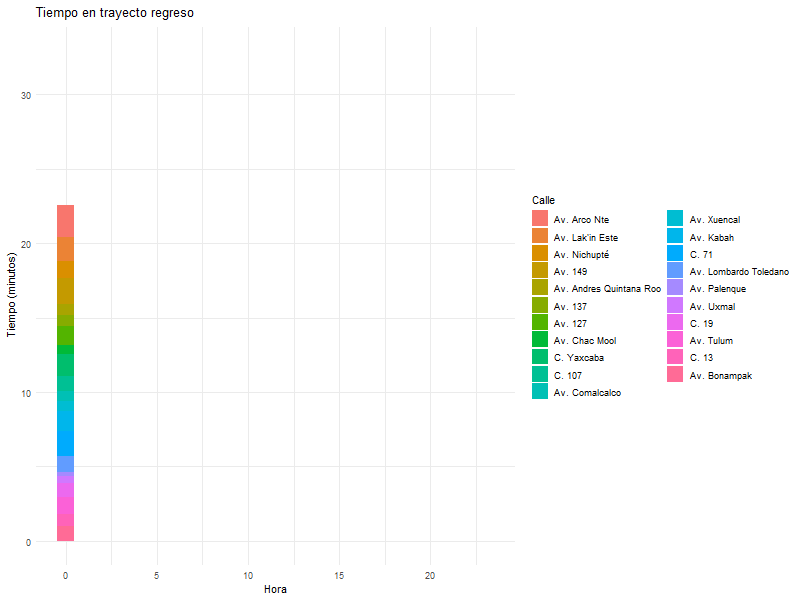 Tiempo en trayecto regreso
Tiempo (minutos)
30
20
10
0
0
5
10
15
20
Hora
Calle
Av. Arco Nte
Av. Lak'in Este
Av. Nichupté
Av. 149
Av. Andres Quintana Roo
Av. 137
Av. 127
Av. Chac Mool
C. Yaxcaba
C. 107
Av. Comalcalco
Av. Xuencal
Av. Kabah
C. 71
Av. Lombardo Toledano
Av. Palenque
Av. Uxmal
C. 19
Av. Tulum
C. 13
Av. Bonampak